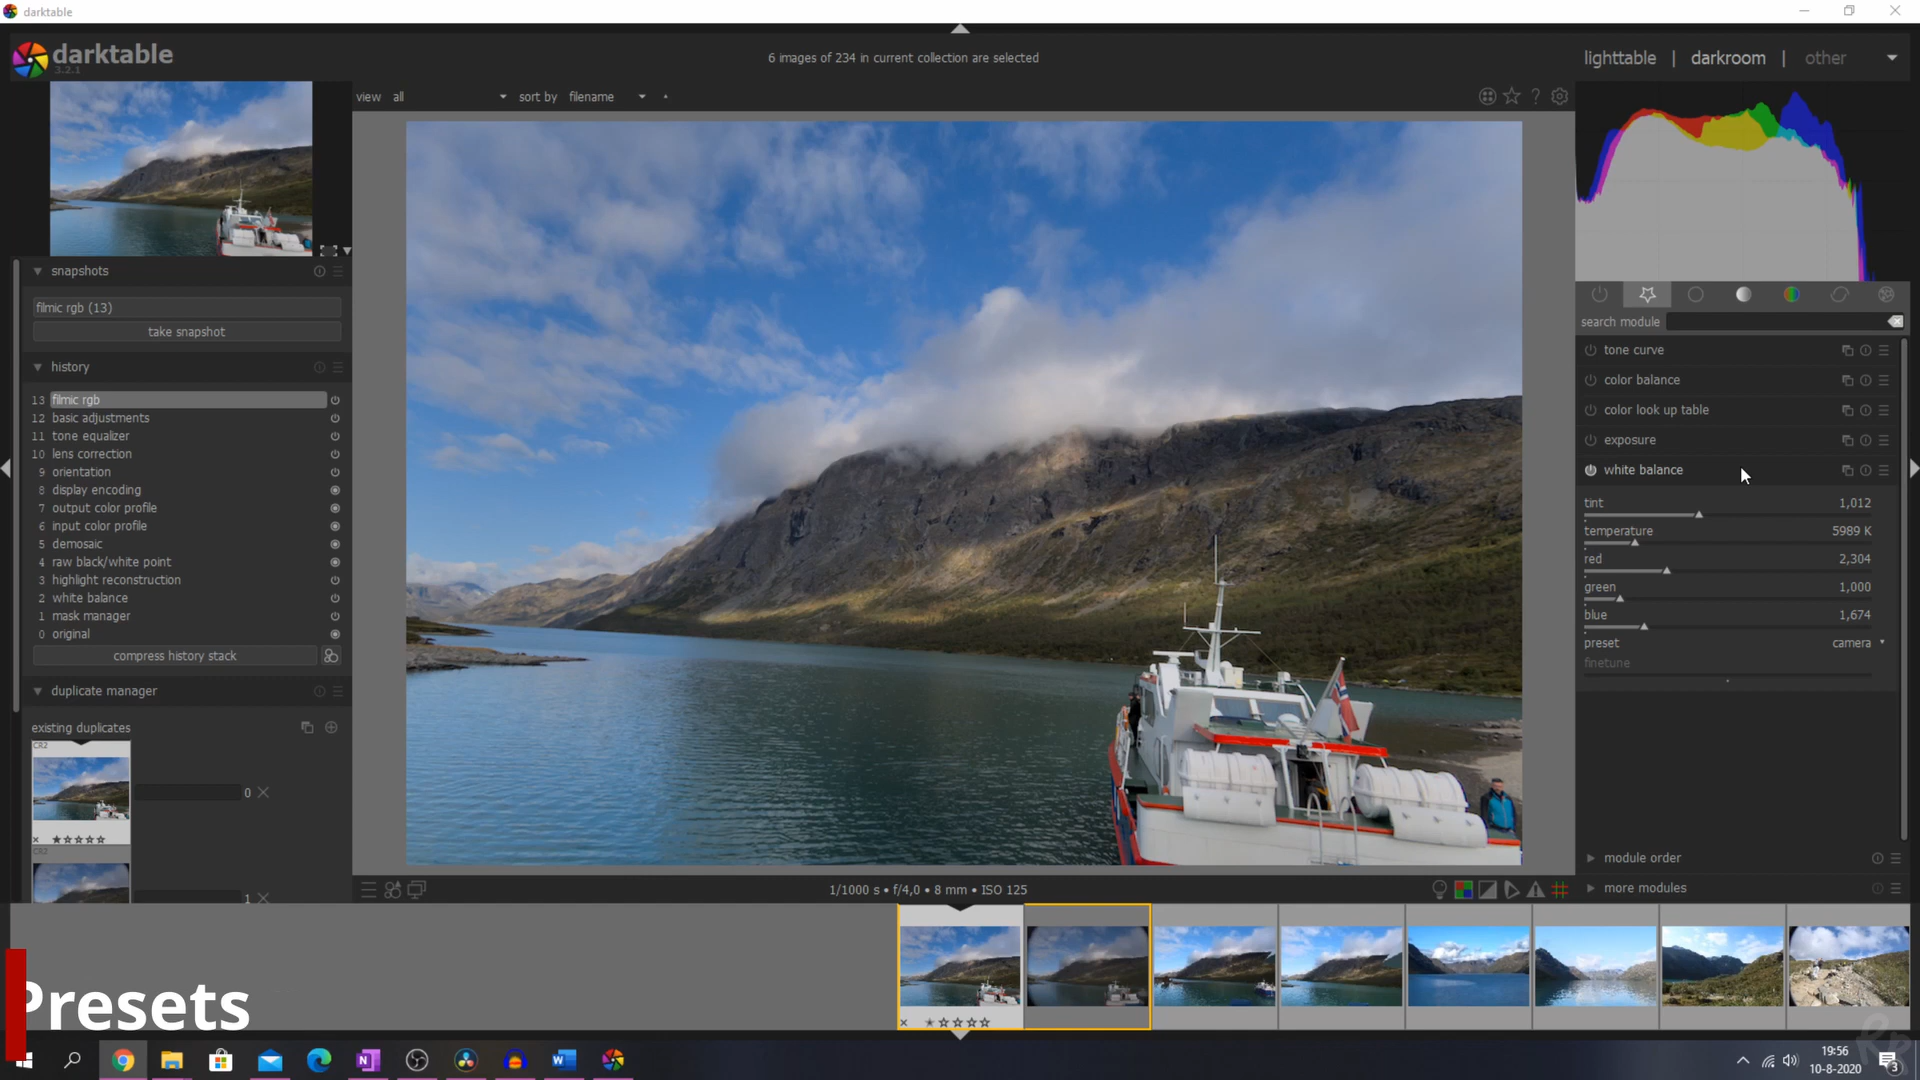 darktable
darktable
3.2.1
6 images of 234 in current collection are selected
lighttable | darkroom | other
view all
sort by filename
?
snapshots
filmic rgb (13)
take snapshot
history
13 filmic rgb
12 basic adjustments
11 tone equalizer
10 lens correction
9 orientation
8 display encoding
7 output color profile
6 input color profile
5 demosaic
4 raw black/white point
3 highlight reconstruction
2 white balance
1 mask manager
0 original
compress history stack
duplicate manager
existing duplicates
CR2
0
CR2
1
search module
tone curve
color balance
color look up table
exposure
white balance
tint 1,012
temperature 5989 K
red 2,304
green 1,000
blue 1,674
preset camera
finetune
module order
more modules
1/1000 s • f/4,0 • 8 mm • ISO 125
Presets
19:56
10-8-2020
3